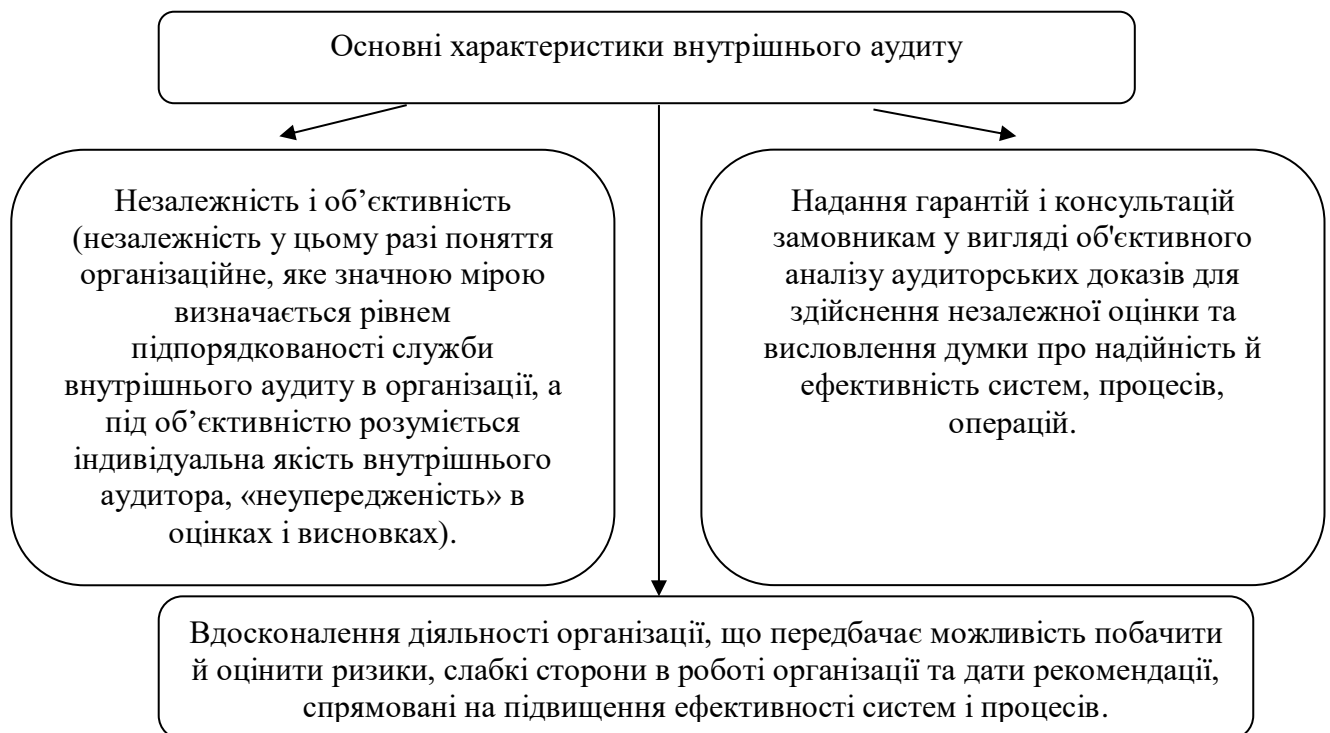 Основні характеристики внутрішнього аудиту
Незалежність і об’єктивність
(незалежність у цьому разі поняття
організаційне, яке значною мірою
визначається рівнем
підпорядкованості служби
внутрішнього аудиту в організації, а
під об’єктивністю розуміється
індивідуальна якість внутрішнього
аудитора, «неупередженість» в
оцінках і висновках).
Надання гарантій і консультацій
замовникам у вигляді об'єктивного
аналізу аудиторських доказів для
здійснення незалежної оцінки та
висловлення думки про надійність й
ефективність систем, процесів,
операцій.
Вдосконалення діяльності організації, що передбачає можливість побачити
й оцінити ризики, слабкі сторони в роботі організації та дати рекомендації,
спрямовані на підвищення ефективності систем і процесів.